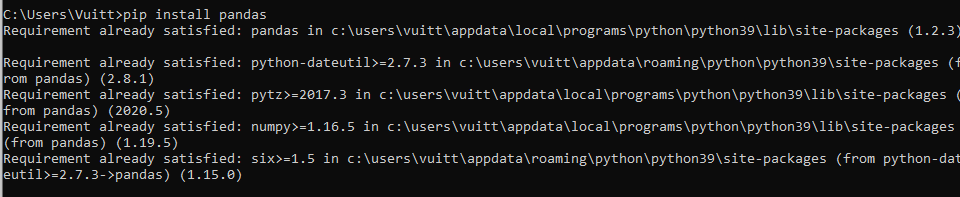 C:\Users\Vuitt>pip install pandas
Requirement already satisfied: pandas in c:\users\vuitt\appdata\local\programs\python\python39\lib\site-packages (1.2.3)
Requirement already satisfied: python-dateutil>=2.7.3 in c:\users\vuitt\appdata\roaming\python\python39\site-packages (f
rom pandas) (2.8.1)
Requirement already satisfied: pytz>=2017.3 in c:\users\vuitt\appdata\local\programs\python\python39\lib\site-packages (
from pandas) (2020.5)
Requirement already satisfied: numpy>=1.16.5 in c:\users\vuitt\appdata\local\programs\python\python39\lib\site-packages
(from pandas) (1.19.5)
Requirement already satisfied: six>=1.5 in c:\users\vuitt\appdata\roaming\python\python39\site-packages (from python-dat
eutil>=2.7.3->pandas) (1.15.0)